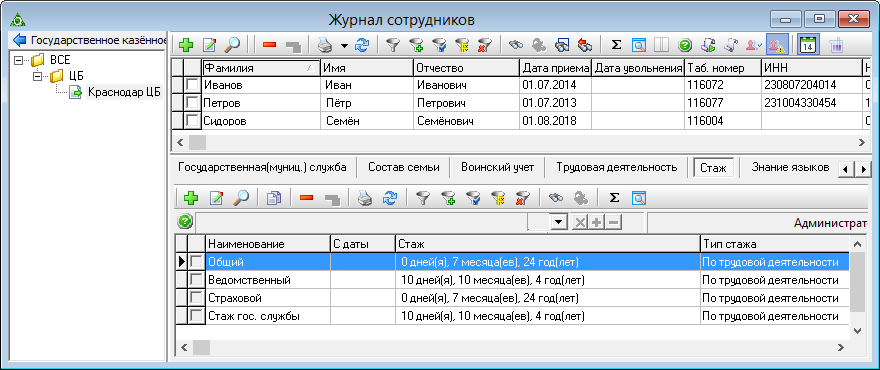 Журнал сотрудников
Государственное казённое
ВСЕ
ЦБ
Краснодар ЦБ
14
Фамилия Имя Отчество Дата приема Дата увольнения Таб. номер ИНН
Иванов Иван Иванович 01.07.2014 116072 230807204014
Петров Пётр Петрович 01.07.2013 116077 231004330454
Сидоров Семён Семёнович 01.08.2018 116004
Государственная(муниц.) служба Состав семьи Воинский учет Трудовая деятельность Стаж Знание языков
Администрат
Наименование С даты Стаж Тип стажа
Общий 0 дней(я), 7 месяца(ев), 24 год(лет) По трудовой деятельности
Ведомственный 10 дней(я), 10 месяца(ев), 4 год(лет) По трудовой деятельности
Страховой 0 дней(я), 7 месяца(ев), 24 год(лет) По трудовой деятельности
Стаж гос. службы 10 дней(я), 10 месяца(ев), 4 год(лет) По трудовой деятельности